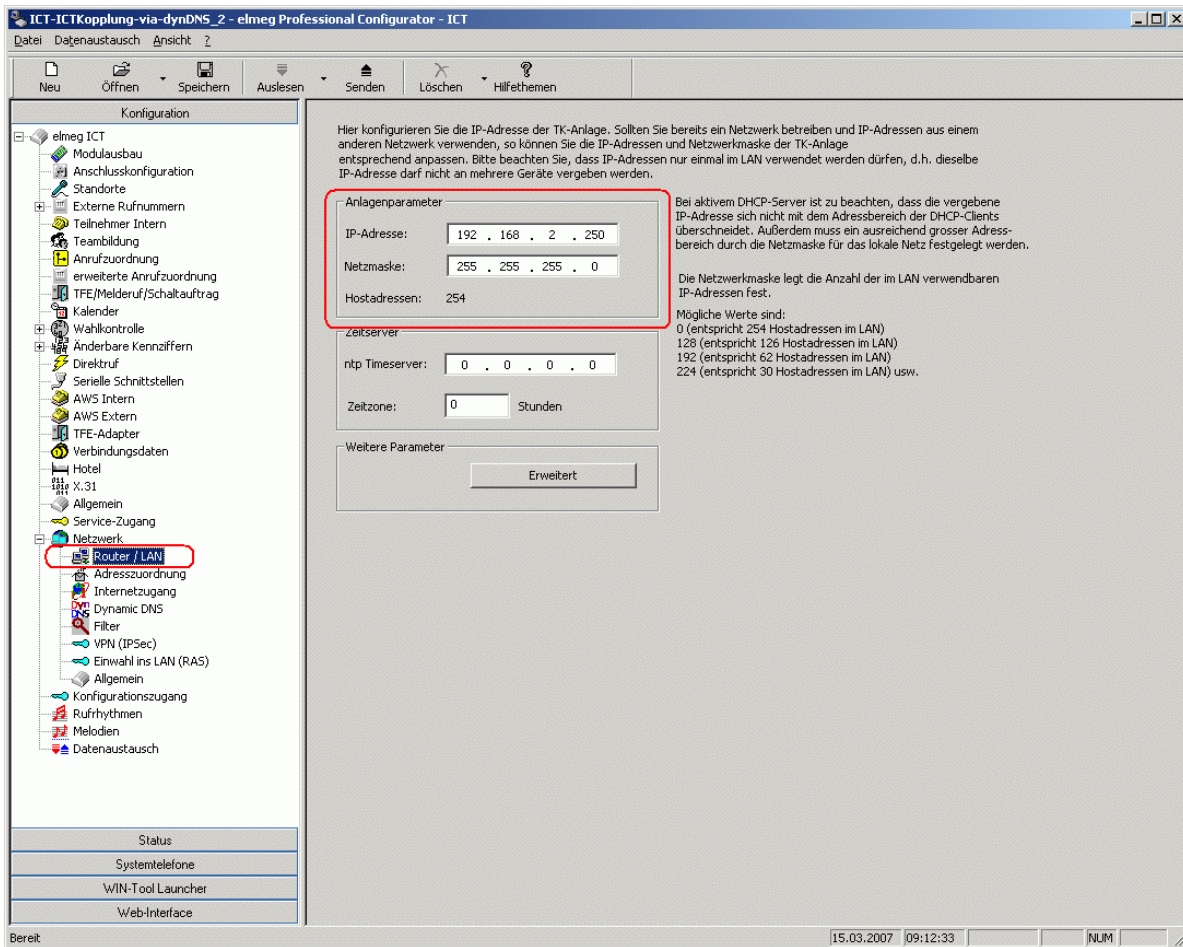 ICT-ICTKopplung-via-dynDNS_2 - elmeg Professional Configurator - ICT
Datei Datenaustausch Ansicht ?
Neu Öffnen Speichern Auslesen Senden Löschen Hilfethemen
Konfiguration
elmeg ICT
Modulausbau
Anschlusskonfiguration
Standorte
Externe Rufnummern
Teilnehmer Intern
Teambildung
Anrufzuordnung
erweiterte Anrufzuordnung
TFE/Melderuf/Schaltauftrag
Kalender
Wahlkontrolle
Änderbare Kennziffern
Direktruf
Serielle Schnittstellen
AWS Intern
AWS Extern
TFE-Adapter
Verbindungsdaten
Hotel
X.31
Allgemein
Service-Zugang
Netzwerk
Router / LAN
Adresszuordnung
Internetzugang
Dynamic DNS
Filter
VPN (IPSec)
Einwahl ins LAN (RAS)
Allgemein
Konfigurationszugang
Rufrhythmen
Melodien
Datenaustausch
Status
Systemtelefone
WIN-Tool Launcher
Web-Interface
Hier konfigurieren Sie die IP-Adresse der TK-Anlage. Sollten Sie bereits ein Netzwerk betreiben und IP-Adressen aus einem
anderen Netzwerk verwenden, so können Sie die IP-Adressen und Netzwerkmaske der TK-Anlage
entsprechend anpassen. Bitte beachten Sie, dass IP-Adressen nur einmal im LAN verwendet werden dürfen, d.h. dieselbe
IP-Adresse darf nicht an mehrere Geräte vergeben werden.
Anlagenparameter
IP-Adresse: 192 . 168 . 2 . 250
Netzmaske: 255 . 255 . 255 . 0
Hostadressen: 254
Zeitserver
ntp Timeserver: 0 . 0 . 0 . 0
Zeitzone: 0 Stunden
Weitere Parameter
Erweitert
Bei aktivem DHCP-Server ist zu beachten, dass die vergebene
IP-Adresse sich nicht mit dem Adressbereich der DHCP-Clients
überschneidet. Außerdem muss ein ausreichend grosser Adress-
bereich durch die Netzmaske für das lokale Netz festgelegt werden.
Die Netzwerkmaske legt die Anzahl der im LAN verwendbaren
IP-Adressen fest.
Mögliche Werte sind:
0 (entspricht 254 Hostadressen im LAN)
128 (entspricht 126 Hostadressen im LAN)
192 (entspricht 62 Hostadressen im LAN)
224 (entspricht 30 Hostadressen im LAN) usw.
Bereit 15.03.2007 09:12:33 NUM